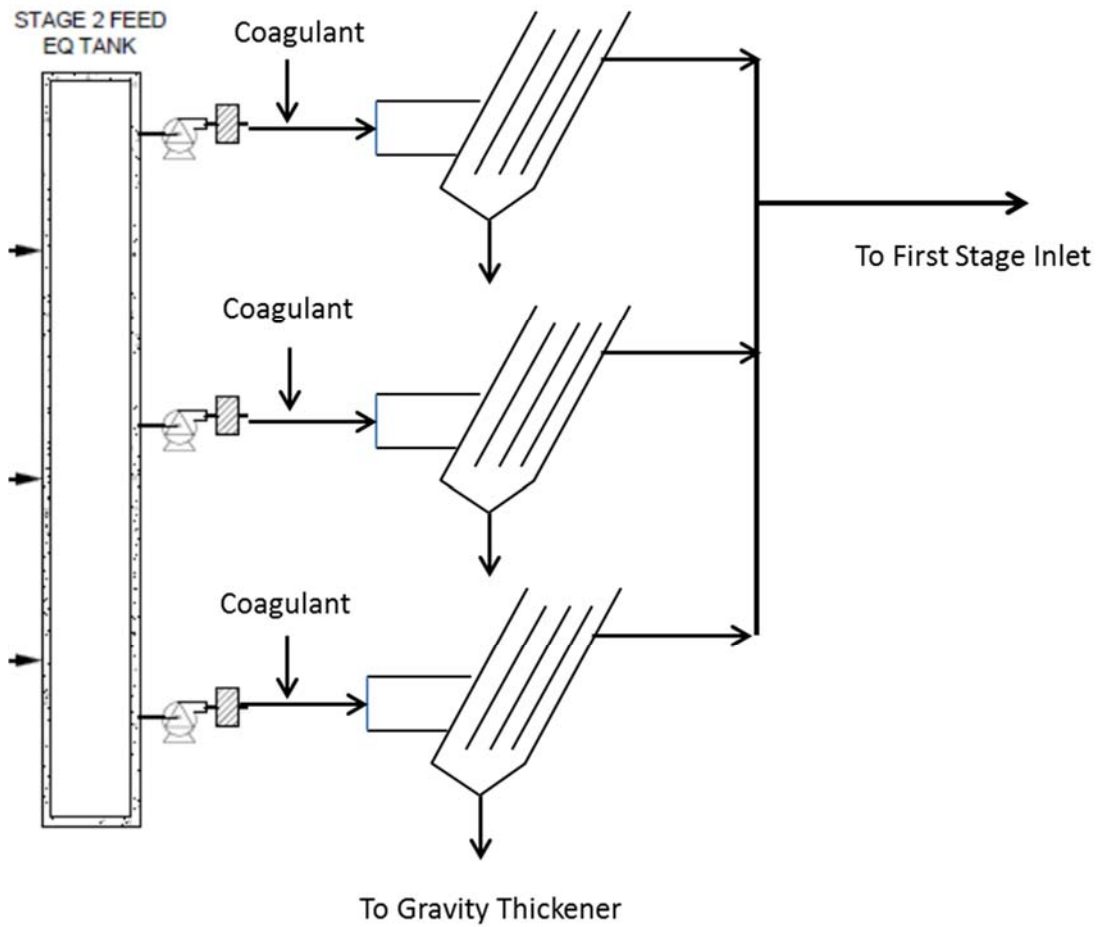 STAGE 2 FEED
EQ TANK
Coagulant
To First Stage Inlet
Coagulant
Coagulant
To Gravity Thickener